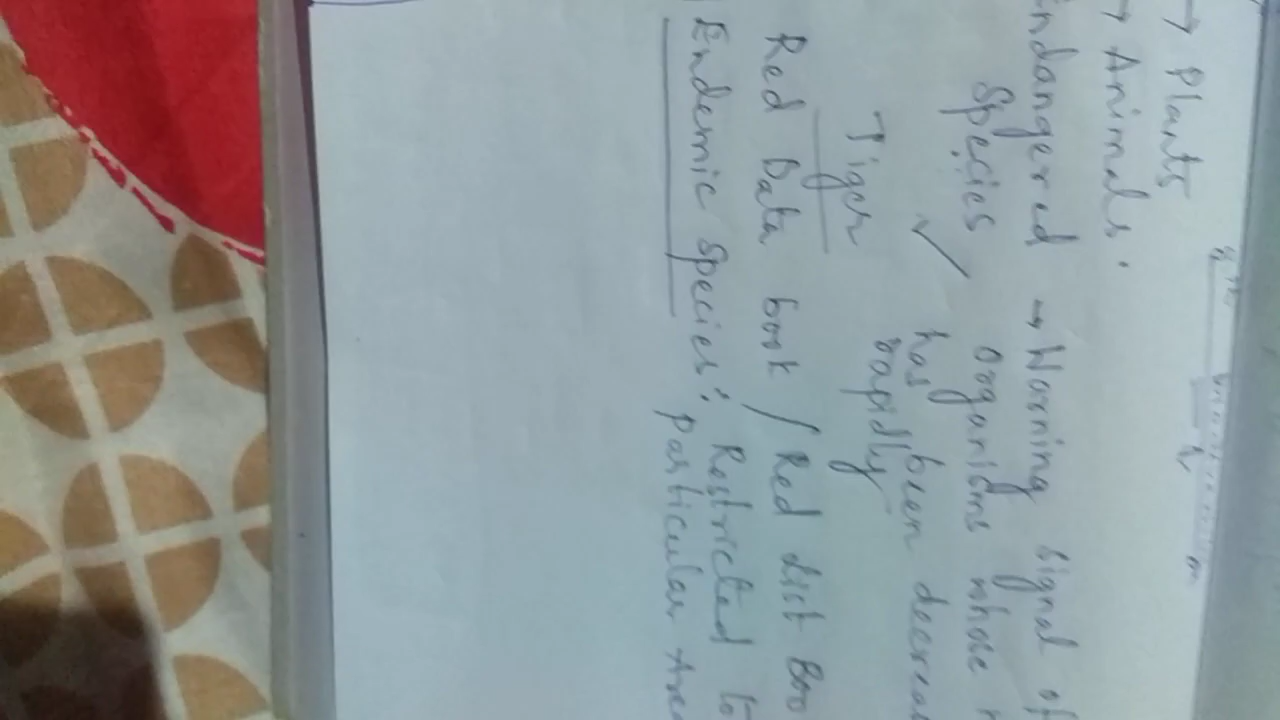 → Plants
→ Animals.
ndangered → Warning signal of
Species organisms whose n
✓ has been decreas
Tiger rapidly
Red Data book / Red list Boo
Endemic species: Restricted to
particular Area